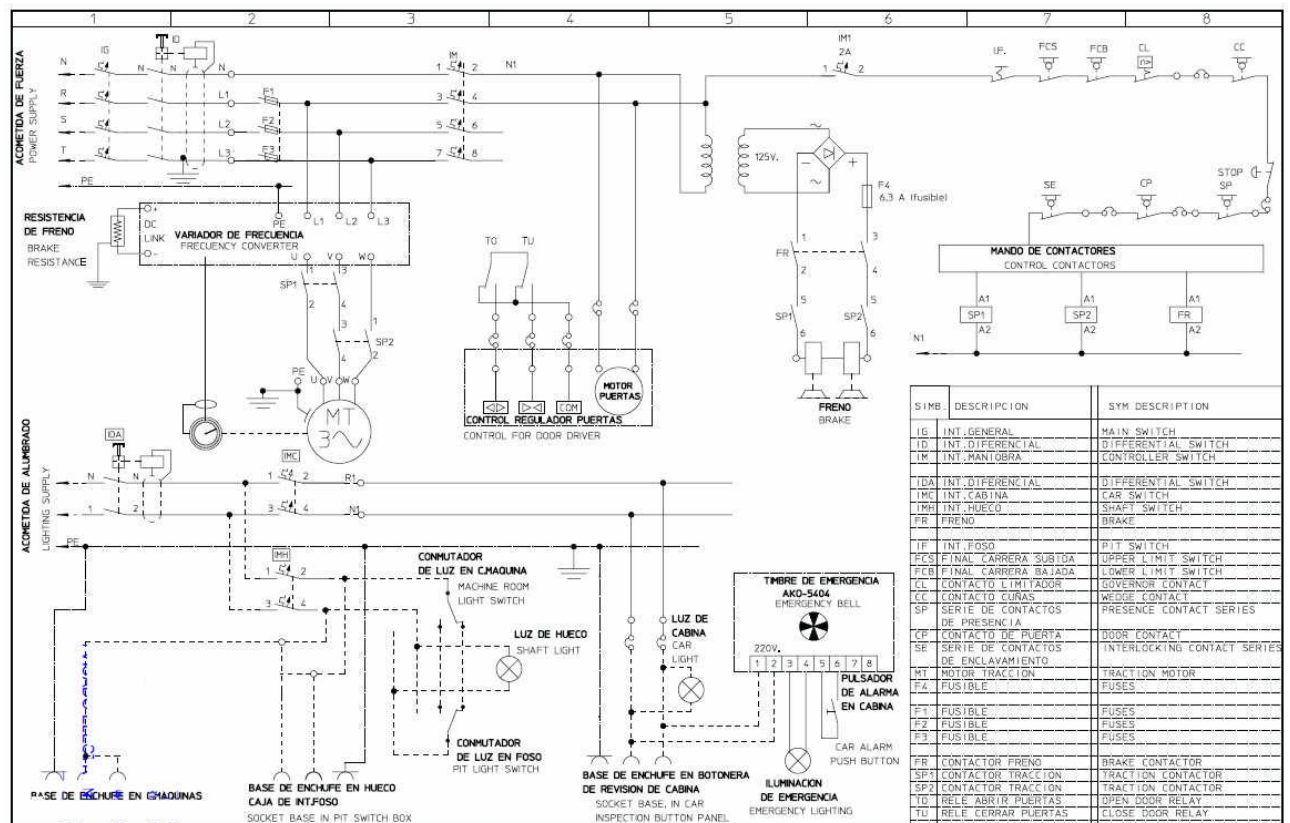 1 2 3 4 5 6 7 8
ACOMETIDA DE FUERZA
POWER SUPPLY
N IG N N N
ID
R L1 F1
S L2 F2
T L3 F3
PE
IM
1 2 N1
3 4
5 6
7 8
IM1
2A
1 2
I.F. FCS FCB CL CC
n>
STOP
SE CP SP
125V.
~
- +
~
F4
6.3 A (fusible)
RESISTENCIA
DE FRENO
BRAKE
RESISTANCE
+
DC
LINK
-
PE L1 L2 L3
VARIADOR DE FRECUENCIA
FRECUENCY CONVERTER
U V W
SP1
1 3
2 4
3 1
SP2
4 2
PE
U V W
MT
3
TO TU
COM
CONTROL REGULADOR PUERTAS
CONTROL FOR DOOR DRIVER
MOTOR
PUERTAS
FR
1 3
2 4
5 5
SP1 SP2
6 6
FRENO
BRAKE
MANDO DE CONTACTORES
CONTROL CONTACTORS
A1 A1 A1
SP1 SP2 FR
A2 A2 A2
N1
ACOMETIDA DE ALUMBRADO
LIGHTING SUPPLY
IDA
N N
1 2
PE
IMC
1 2 R1
3 4 N1
IMH
1 2
3 4
CONMUTADOR
DE LUZ EN C.MAQUINA
MACHINE ROOM
LIGHT SWITCH
LUZ DE HUECO
SHAFT LIGHT
CONMUTADOR
DE LUZ EN FOSO
PIT LIGHT SWITCH
LUZ DE
CABINA
CAR
LIGHT
TIMBRE DE EMERGENCIA
AKO-5404
EMERGENCY BELL
220V.
1 2 3 4 5 6 7 8
PULSADOR
DE ALARMA
EN CABINA
CAR ALARM
PUSH BUTTON
ILUMINACION
DE EMERGENCIA
EMERGENCY LIGHTING
BASE DE ENCHUFE EN
BASE DE ENCHUFE EN HUECO
CAJA DE INT.FOSO
SOCKET BASE IN PIT SWITCH BOX
BASE DE ENCHUFE EN BOTONERA
DE REVISION DE CABINA
SOCKET BASE, IN CAR
INSPECTION BUTTON PANEL
SIMB. DESCRIPCION SYM DESCRIPTION
IG INT.GENERAL MAIN SWITCH
ID INT.DIFERENCIAL DIFFERENTIAL SWITCH
IM INT.MANIOBRA CONTROLLER SWITCH
IDA INT.DIFERENCIAL DIFFERENTIAL SWITCH
IMC INT.CABINA CAR SWITCH
IMH INT.HUECO SHAFT SWITCH
FR FRENO BRAKE
IF INT.FOSO PIT SWITCH
FCS FINAL CARRERA SUBIDA UPPER LIMIT SWITCH
FCB FINAL CARRERA BAJADA LOWER LIMIT SWITCH
CL CONTACTO LIMITADOR GOVERNOR CONTACT
CC CONTACTO CUÑAS WEDGE CONTACT
SP SERIE DE CONTACTOS PRESENCE CONTACT SERIES
DE PRESENCIA
CP CONTACTO DE PUERTA DOOR CONTACT
SE SERIE DE CONTACTOS INTERLOCKING CONTACT SERIES
DE ENCLAVAMIENTO
MT MOTOR TRACCION TRACTION MOTOR
F4 FUSIBLE FUSES
F1 FUSIBLE FUSES
F2 FUSIBLE FUSES
F3 FUSIBLE FUSES
FR CONTACTOR FRENO BRAKE CONTACTOR
SP1 CONTACTOR TRACCION TRACTION CONTACTOR
SP2 CONTACTOR TRACCION TRACTION CONTACTOR
TO RELE ABRIR PUERTAS OPEN DOOR RELAY
TU RELE CERRAR PUERTAS CLOSE DOOR RELAY